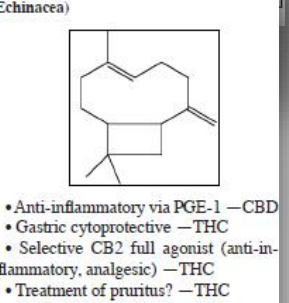 Echinacea)
• Anti-inflammatory via PGE-1 —CBD
• Gastric cytoprotective —THC
• Selective CB2 full agonist (anti-in-
flammatory, analgesic) —THC
• Treatment of pruritus? —THC